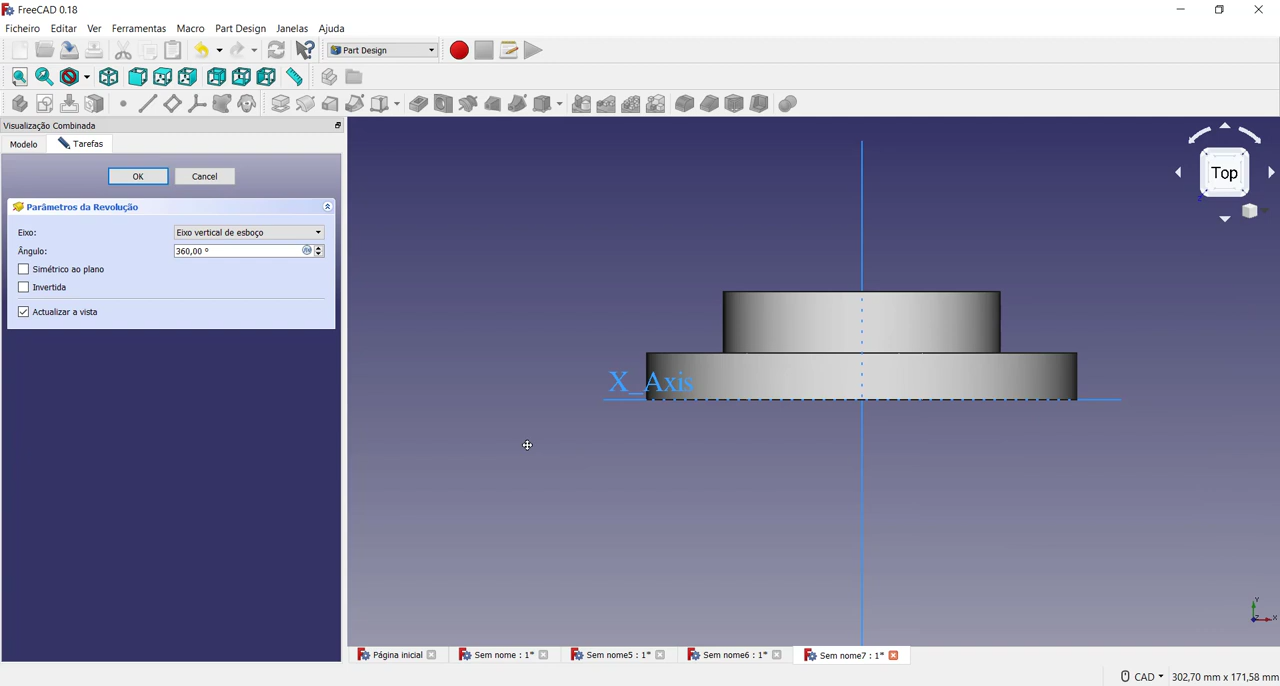 FreeCAD 0.18
Ficheiro Editar Ver Ferramentas Macro Part Design Janelas Ajuda
Part Design
Visualização Combinada
Modelo Tarefas
OK Cancel
Parâmetros da Revolução
Eixo: Eixo vertical de esboço
Ângulo: 360,00 °
Simétrico ao plano
Invertida
Actualizar a vista
Top
Z
X_Axis
Y
Z X
Página inicial Sem nome : 1* Sem nome5 : 1* Sem nome6 : 1* Sem nome7 : 1*
CAD 302,70 mm x 171,58 mm